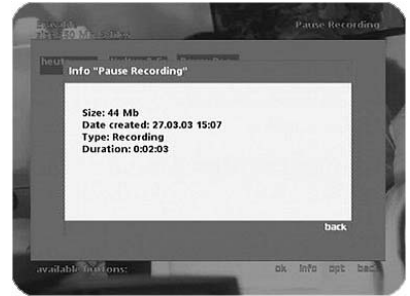 Pause Recording
Info "Pause Recording"
Size: 44 Mb
Date created: 27.03.03 15:07
Type: Recording
Duration: 0:02:03
back
available buttons:
ok info opt back